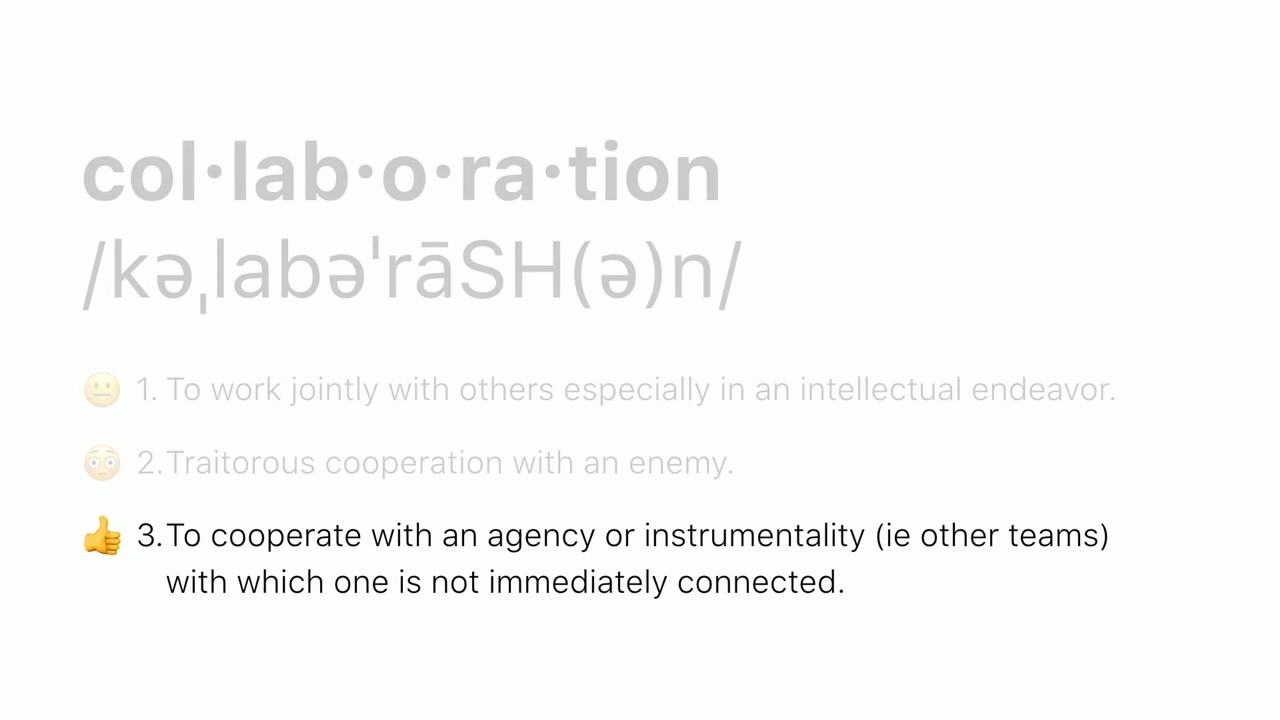 col·lab·o·ra·tion
/kəˌlabəˈrāSH(ə)n/
😐 1. To work jointly with others especially in an intellectual endeavor.
😳 2. Traitorous cooperation with an enemy.
👍 3. To cooperate with an agency or instrumentality (ie other teams)
with which one is not immediately connected.